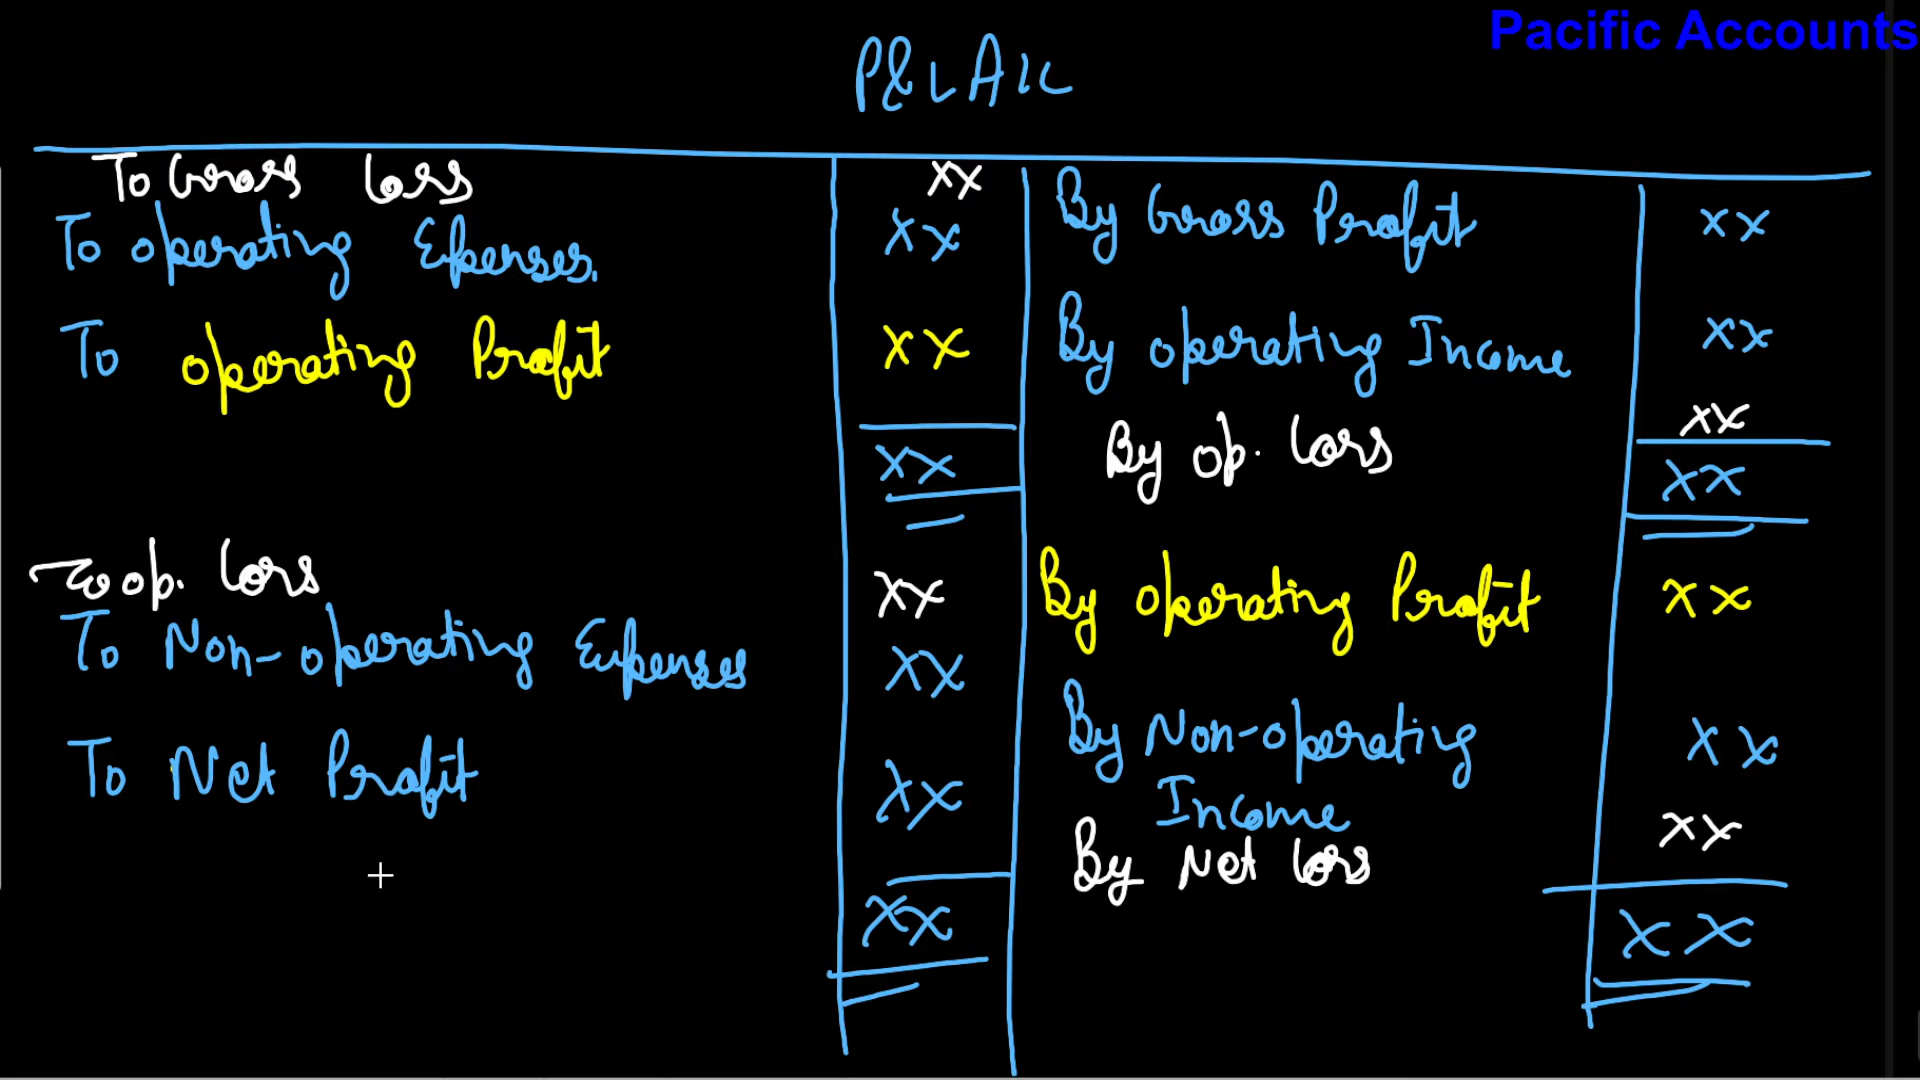 Pacific Accounts
P&L A/C
To Gross Loss XX By Gross Profit XX
To operating Expenses. XX By operating Income XX
To operating Profit XX By op. Loss XX
XX XX
To op. Loss XX By operating Profit XX
To Non-operating Expenses XX By Non-operating XX
Income
To Net Profit XX By Net Loss XX
XX XX